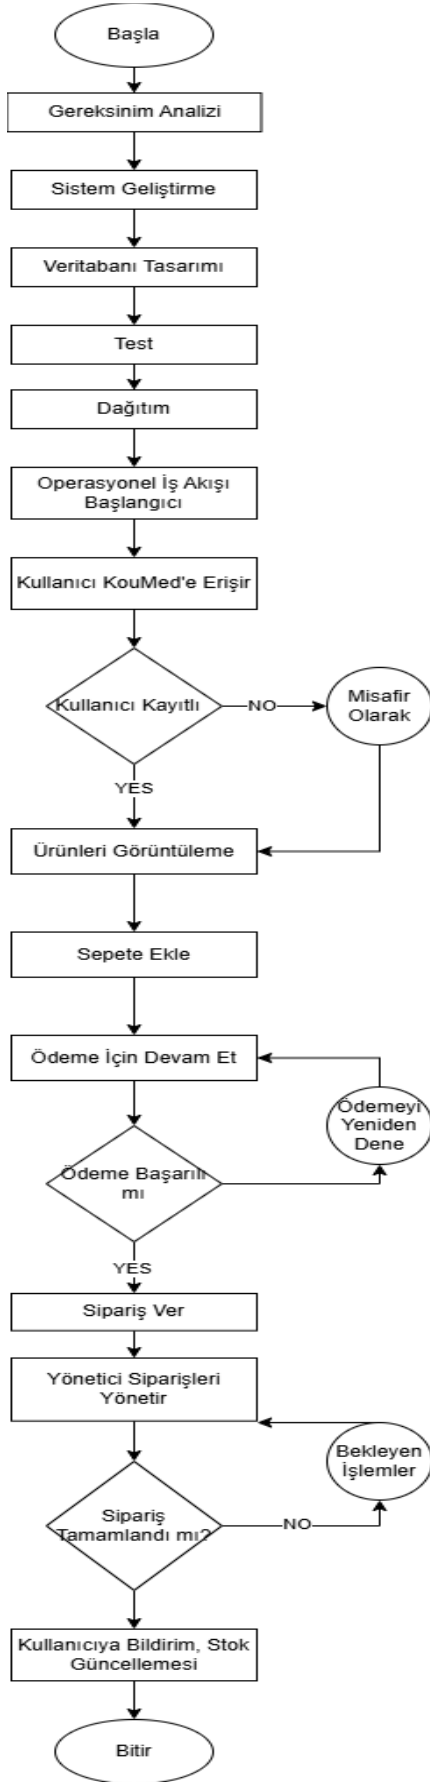 Başla
Gereksinim Analizi
Sistem Geliştirme
Veritabanı Tasarımı
Test
Dağıtım
Operasyonel İş Akışı
Başlangıcı
Kullanıcı KouMed'e Erişir
Kullanıcı Kayıtlı
NO
Misafir
Olarak
YES
Ürünleri Görüntüleme
Sepete Ekle
Ödeme İçin Devam Et
Ödemeyi
Yeniden
Dene
Ödeme Başarılı
mı
YES
Sipariş Ver
Yönetici Siparişleri
Yönetir
Bekleyen
İşlemler
Sipariş
Tamamlandı mı?
NO
Kullanıcıya Bildirim, Stok
Güncellemesi
Bitir